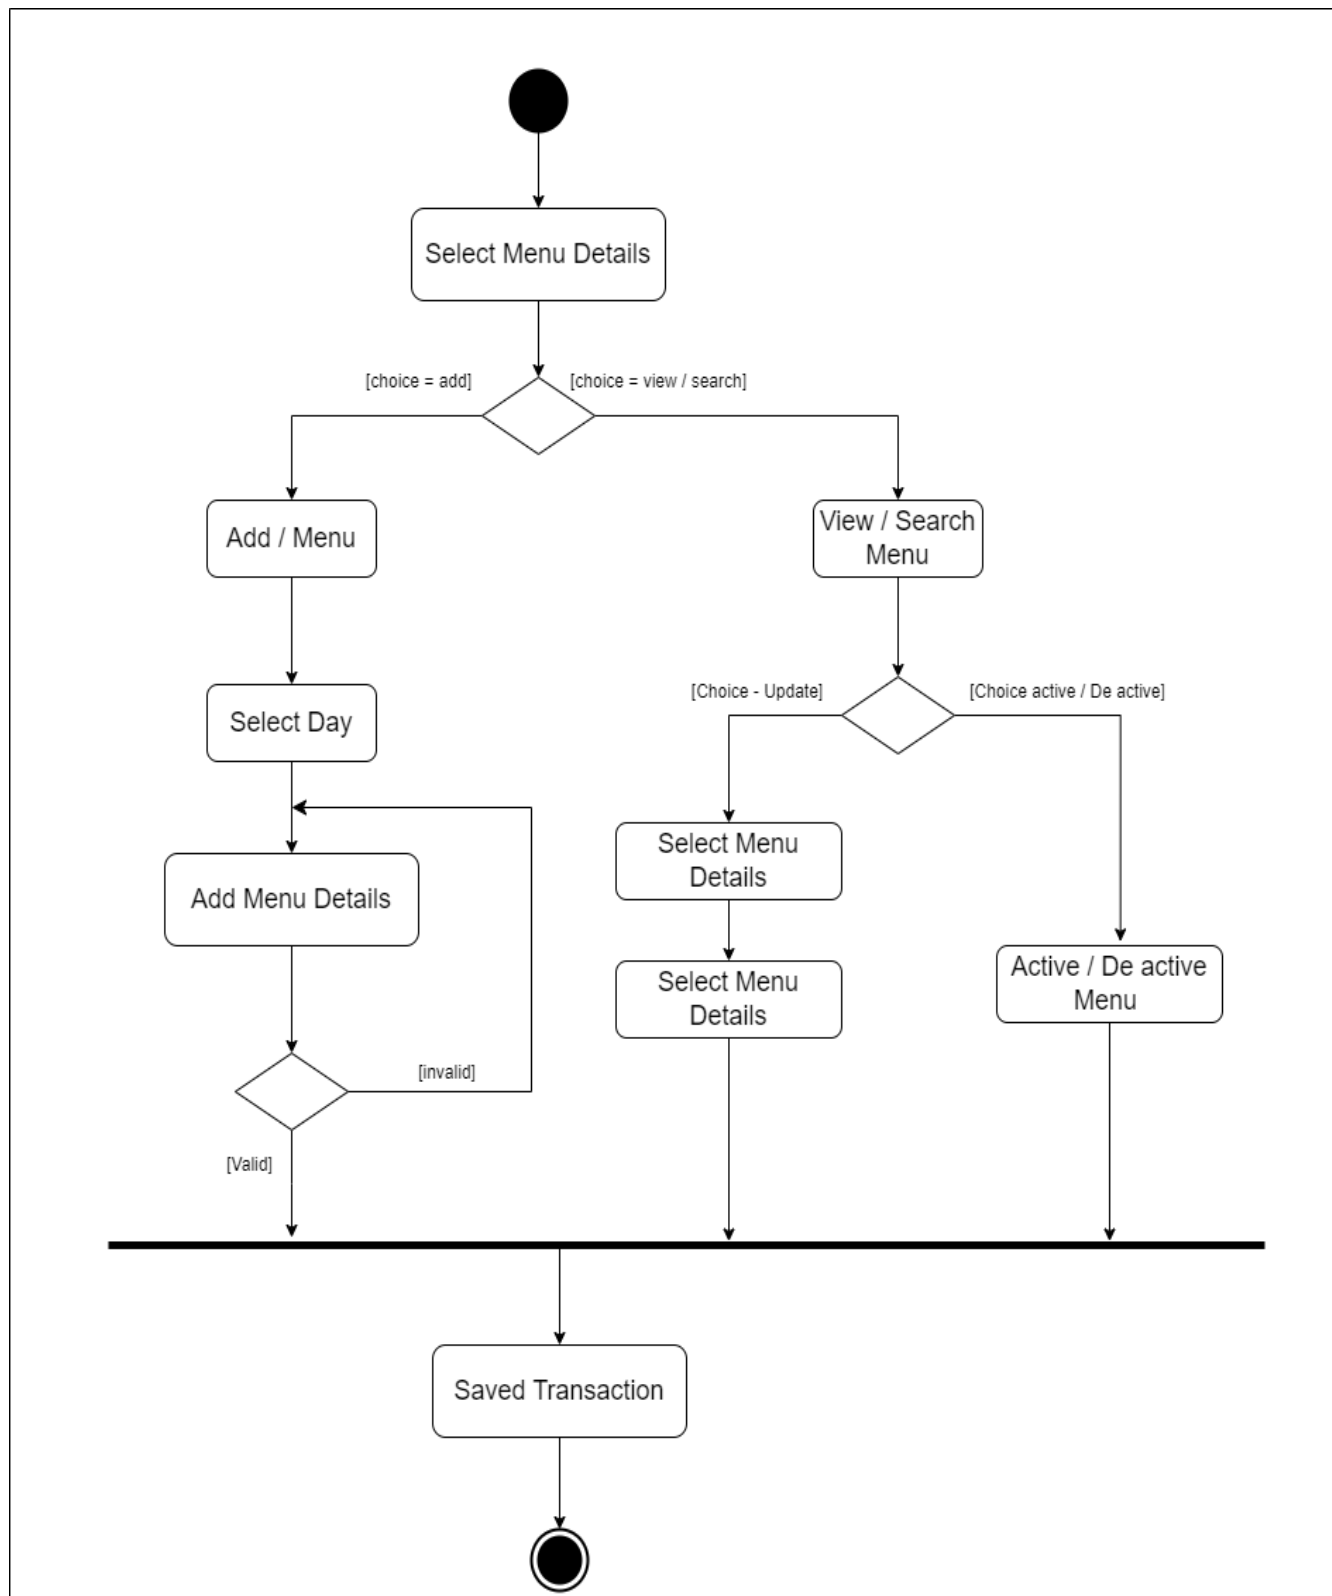 Select Menu Details
[choice = add]
[choice = view / search]
Add / Menu
View / Search
Menu
Select Day
[Choice - Update]
[Choice active / De active]
Add Menu Details
Select Menu
Details
Select Menu
Details
Active / De active
Menu
[invalid]
[Valid]
Saved Transaction